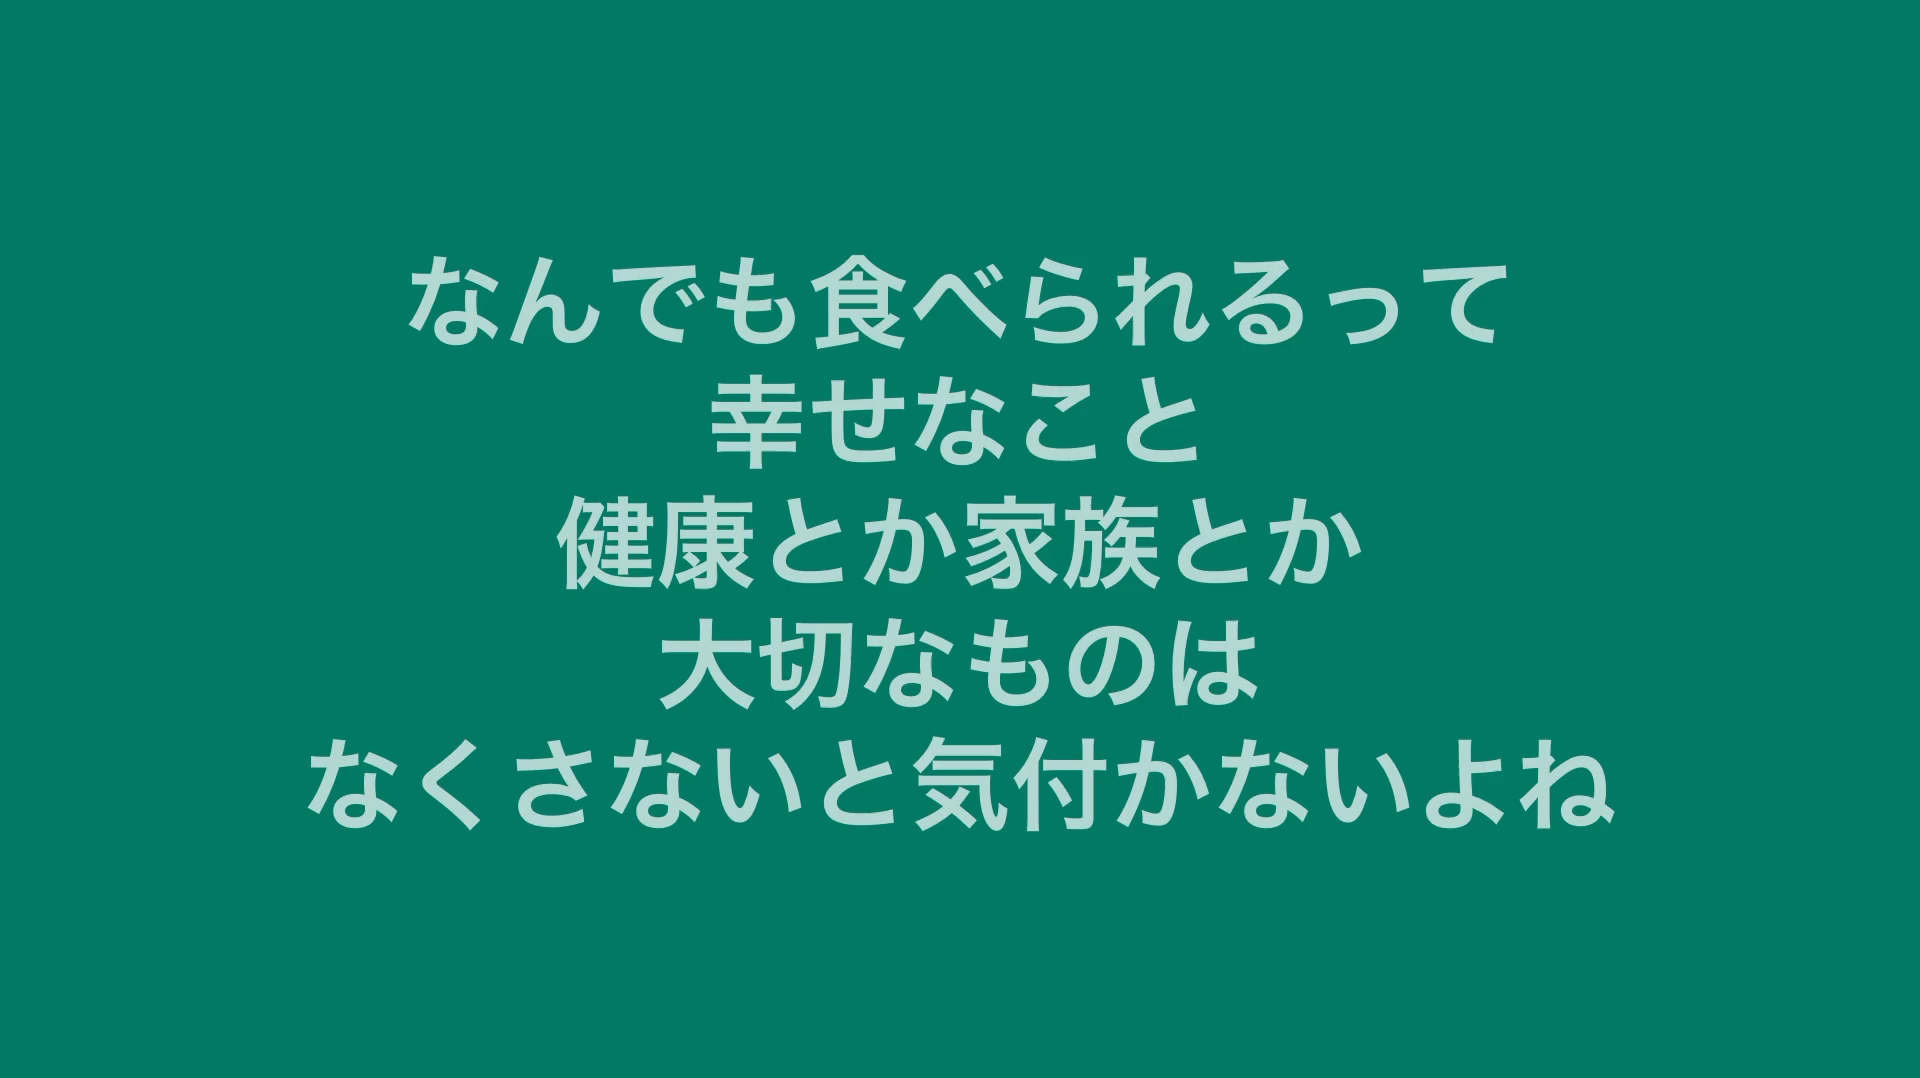 なんでも食べられるって
幸せなこと
健康とか家族とか
大切なものは
なくさないと気付かないよね